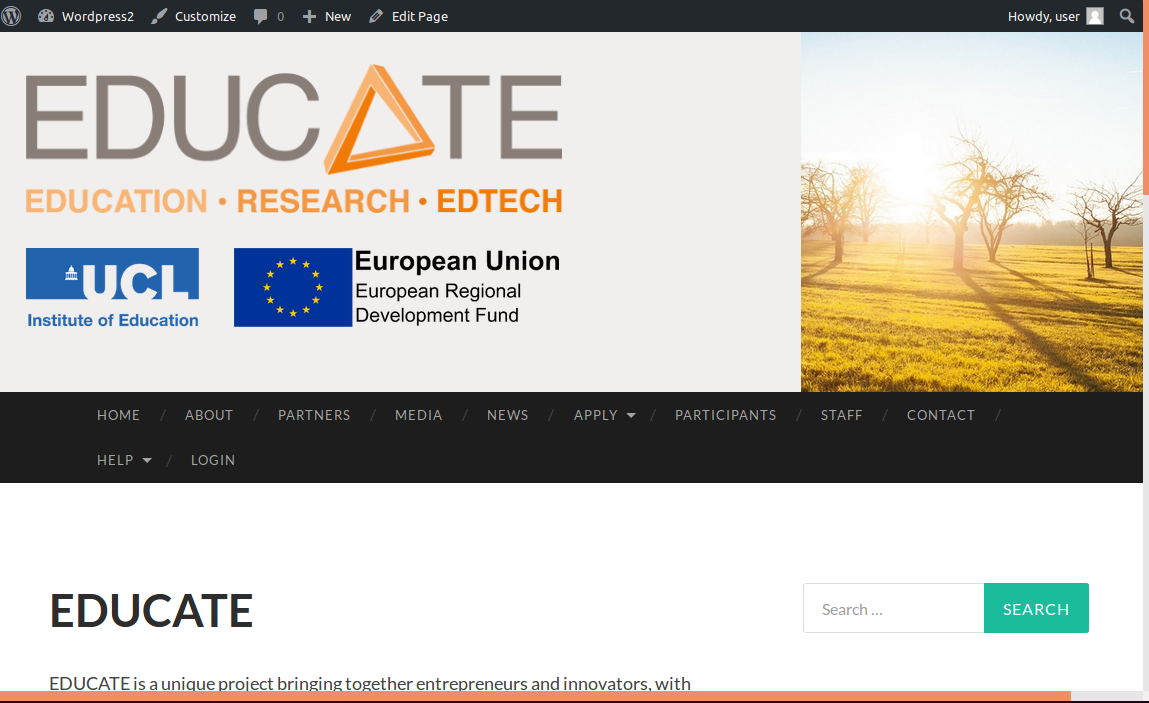 Wordpress2 Customize 0 New Edit Page Howdy, user
EDUCATE
EDUCATION • RESEARCH • EDTECH
UCL
Institute of Education
European Union
European Regional
Development Fund
HOME / ABOUT / PARTNERS / MEDIA / NEWS / APPLY / PARTICIPANTS / STAFF / CONTACT /
HELP / LOGIN
EDUCATE
Search ... SEARCH
EDUCATE is a unique project bringing together entrepreneurs and innovators, with